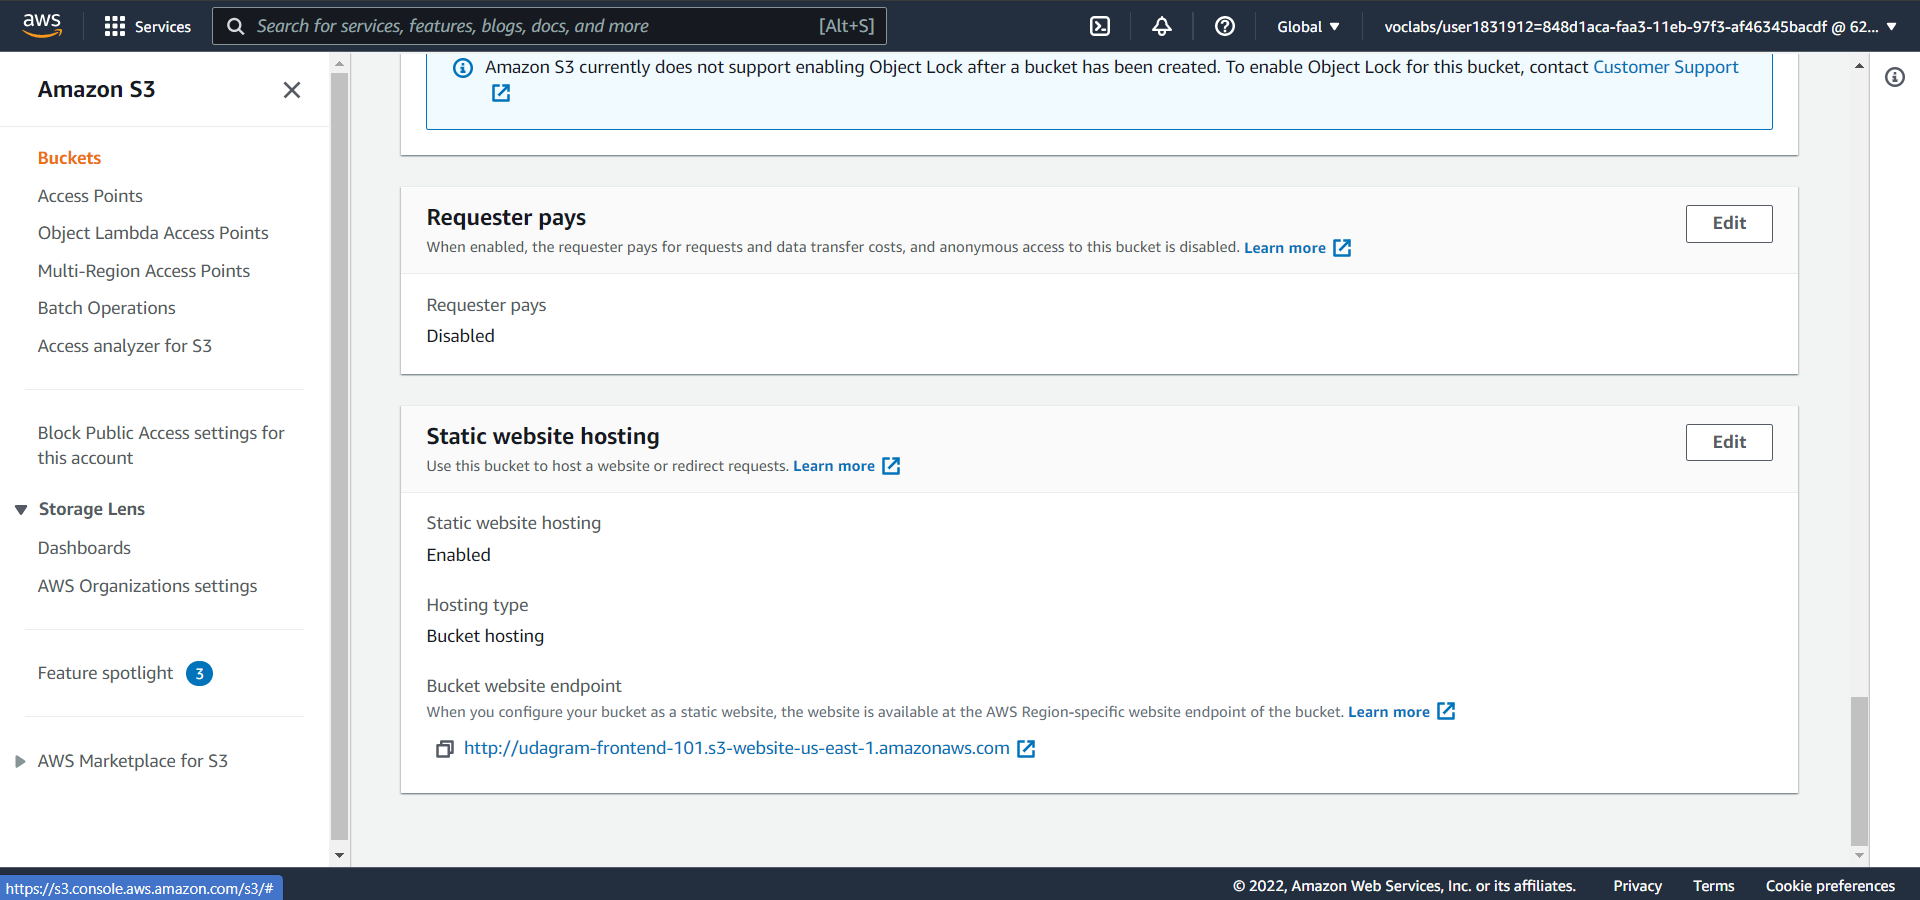 aws
Services
Search for services, features, blogs, docs, and more [Alt+S]
Global
voclabs/user1831912=848d1aca-faa3-11eb-97f3-af46345bacdf @ 62...
Amazon S3
Buckets
Access Points
Object Lambda Access Points
Multi-Region Access Points
Batch Operations
Access analyzer for S3
Block Public Access settings for
this account
Storage Lens
Dashboards
AWS Organizations settings
Feature spotlight 3
AWS Marketplace for S3
Amazon S3 currently does not support enabling Object Lock after a bucket has been created. To enable Object Lock for this bucket, contact Customer Support
Requester pays
Edit
When enabled, the requester pays for requests and data transfer costs, and anonymous access to this bucket is disabled. Learn more
Requester pays
Disabled
Static website hosting
Edit
Use this bucket to host a website or redirect requests. Learn more
Static website hosting
Enabled
Hosting type
Bucket hosting
Bucket website endpoint
When you configure your bucket as a static website, the website is available at the AWS Region-specific website endpoint of the bucket. Learn more
http://udagram-frontend-101.s3-website-us-east-1.amazonaws.com
https://s3.console.aws.amazon.com/s3/#
© 2022, Amazon Web Services, Inc. or its affiliates. Privacy Terms Cookie preferences